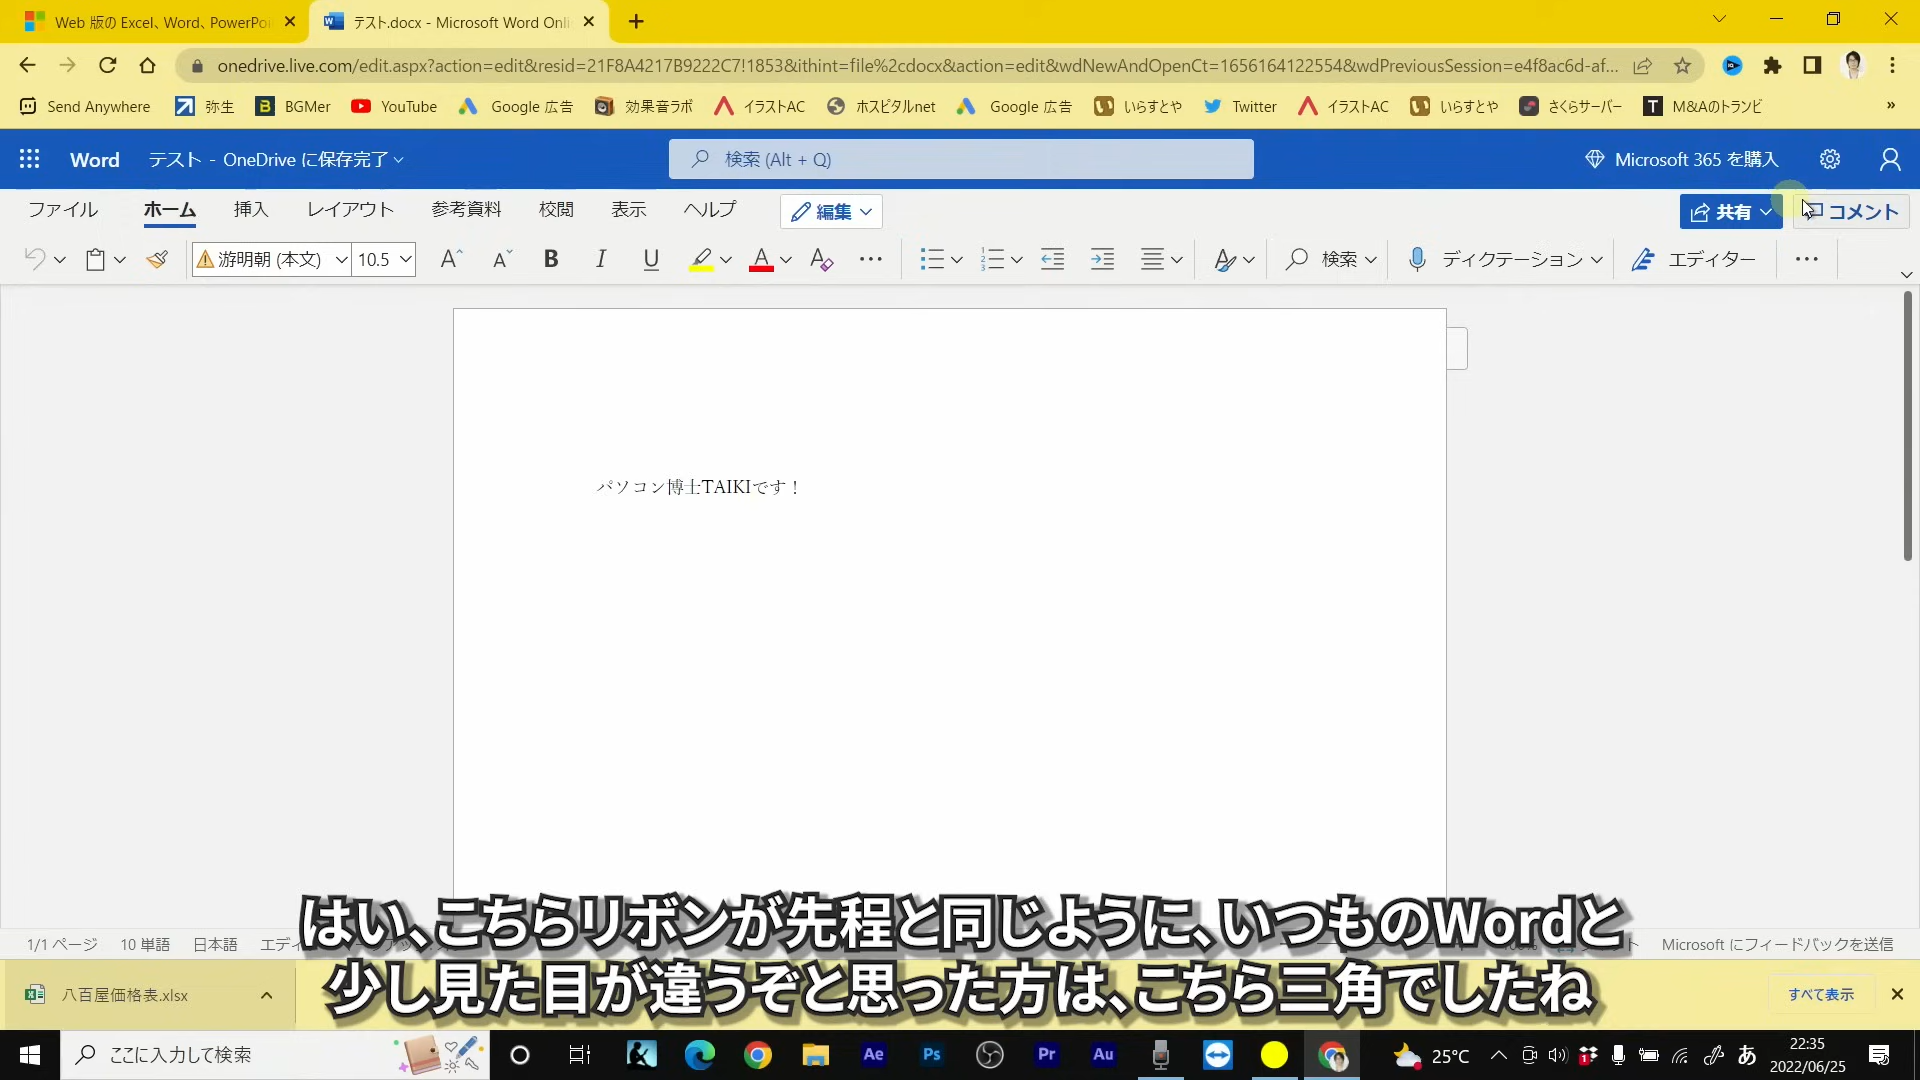 Web 版の Excel、Word、PowerPoi
テスト.docx - Microsoft Word Onli
onedrive.live.com/edit.aspx?action=edit&resid=21F8A4217B9222C7!1853&ithint=file%2cdocx&action=edit&wdNewAndOpenCt=1656164122554&wdPreviousSession=e4f8ac6d-af...
Send Anywhere 弥生 BGMer YouTube Google 広告 効果音ラボ イラストAC ホスピタルnet Google 広告 いらすとや Twitter イラストAC いらすとや さくらサーバー M&Aのトランビ »
Word テスト - OneDrive に保存完了 検索 (Alt + Q) Microsoft 365 を購入
ファイル ホーム 挿入 レイアウト 参考資料 校閲 表示 ヘルプ 編集 共有 コメント
游明朝 (本文) 10.5 B I U 検索 ディクテーション エディター
パソコン博士TAIKIです！
はい、こちらリボンが先程と同じように、いつものWordと
少し見た目が違うぞと思った方は、こちら三角でしたね
1/1 ページ 10 単語 日本語 エディ Microsoft にフィードバックを送信
八百屋価格表.xlsx すべて表示
ここに入力して検索 Ae Ps Pr Au 25°C あ 22:35
2022/06/25